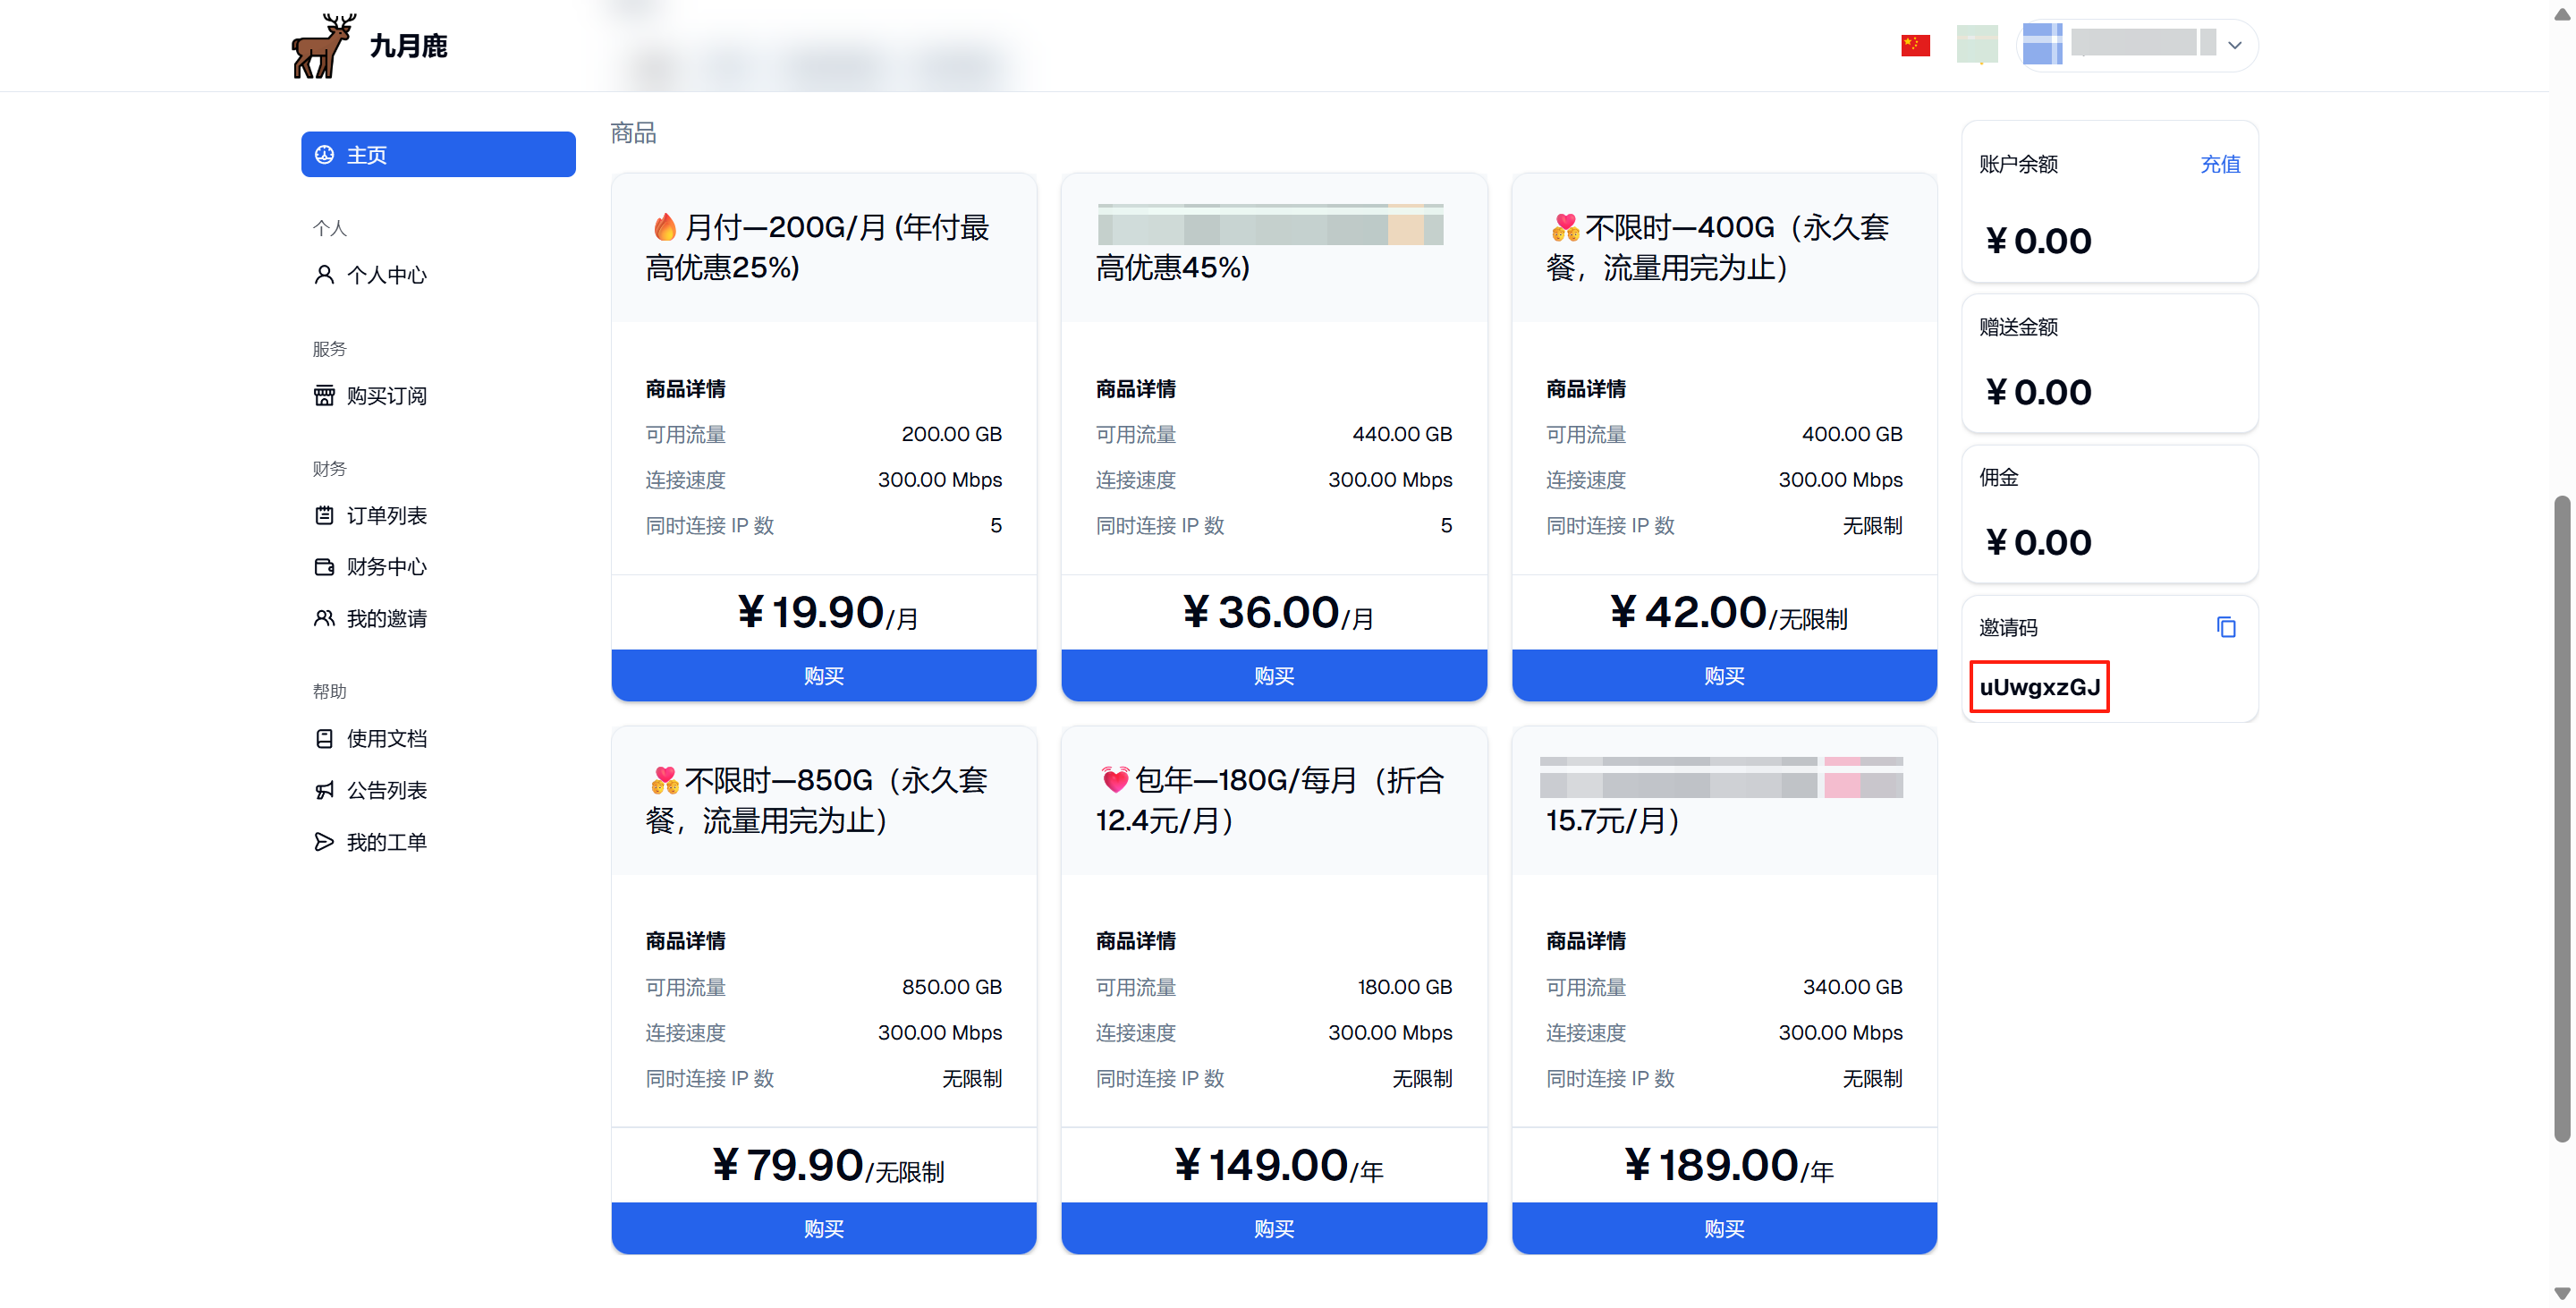 九月鹿
主页
个人
个人中心
服务
购买订阅
财务
订单列表
财务中心
我的邀请
帮助
使用文档
公告列表
我的工单
商品
月付—200G/月 (年付最
高优惠25%)
商品详情
可用流量 200.00 GB
连接速度 300.00 Mbps
同时连接 IP 数 5
¥ 19.90/月
购买
高优惠45%)
商品详情
可用流量 440.00 GB
连接速度 300.00 Mbps
同时连接 IP 数 5
¥ 36.00/月
购买
不限时—400G（永久套
餐，流量用完为止）
商品详情
可用流量 400.00 GB
连接速度 300.00 Mbps
同时连接 IP 数 无限制
¥ 42.00/无限制
购买
不限时—850G（永久套
餐，流量用完为止）
商品详情
可用流量 850.00 GB
连接速度 300.00 Mbps
同时连接 IP 数 无限制
¥ 79.90/无限制
购买
包年—180G/每月（折合
12.4元/月）
商品详情
可用流量 180.00 GB
连接速度 300.00 Mbps
同时连接 IP 数 无限制
¥ 149.00/年
购买
15.7元/月）
商品详情
可用流量 340.00 GB
连接速度 300.00 Mbps
同时连接 IP 数 无限制
¥ 189.00/年
购买
账户余额 充值
¥ 0.00
赠送金额
¥ 0.00
佣金
¥ 0.00
邀请码
uUwgxzGJ